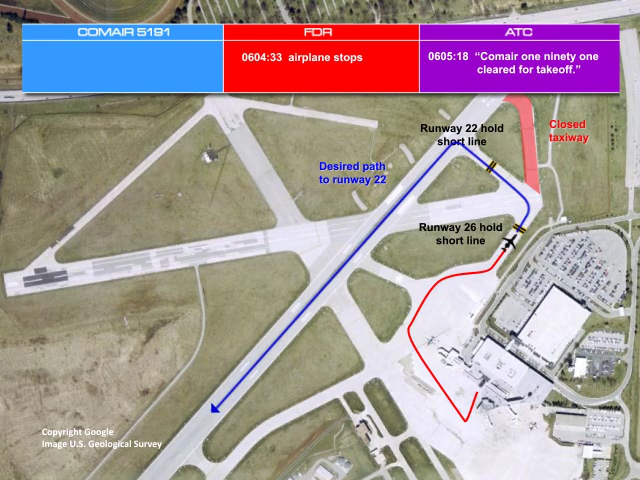 COMAIR 5191
FDR
ATC
0604:33 airplane stops
0605:18 "Comair one ninety one
cleared for takeoff."
Runway 22 hold
short line
Closed
taxiway
Desired path
to runway 22
Runway 26 hold
short line
Copyright Google
Image U.S. Geological Survey